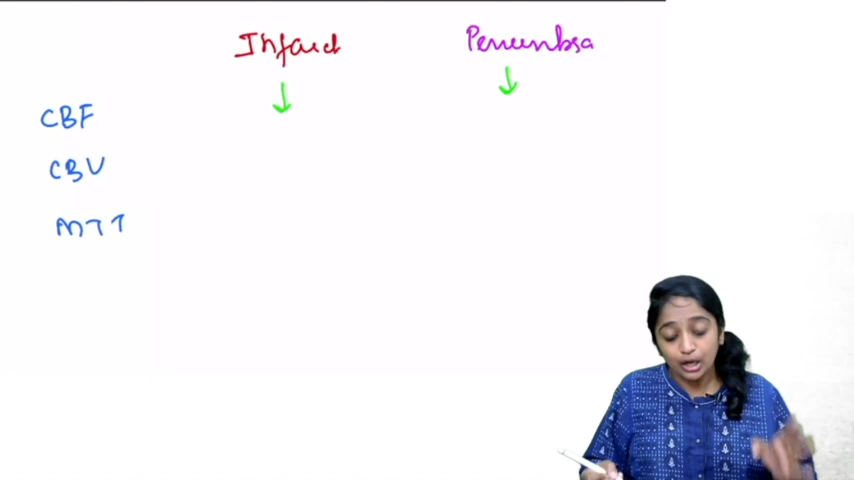 Infarct Penumbra
↓ ↓
CBF
CBV
MTT